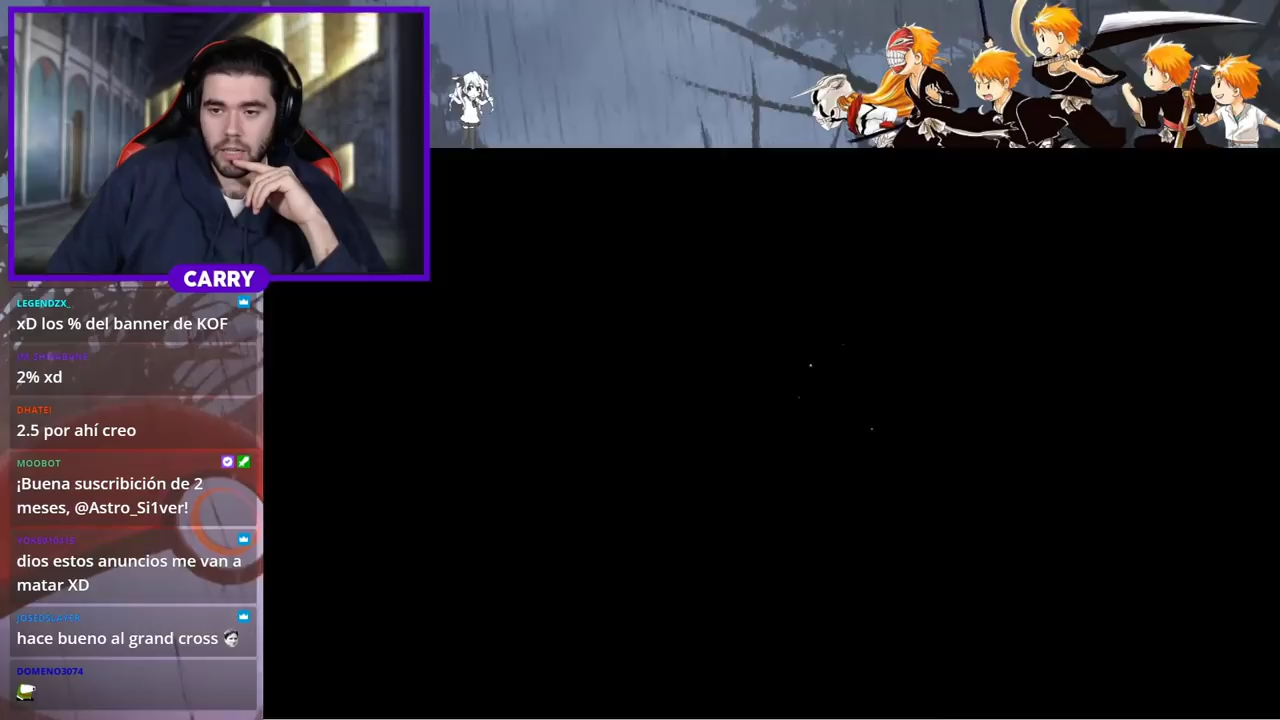 CARRY
LEGENDZX_
xD los % del banner de KOF
2% xd
DHATEI
2.5 por ahí creo
MOOBOT
¡Buena suscribición de 2
meses, @Astro_Si1ver!
dios estos anuncios me van a
matar XD
JOSEDSLAYER
hace bueno al grand cross
DOMENO3074